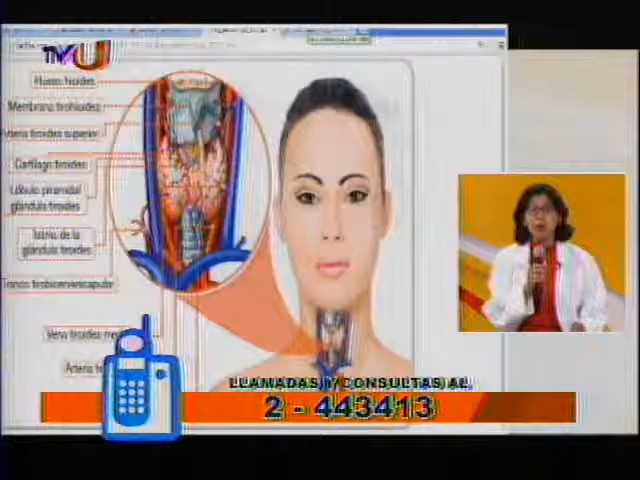 TVU
Hueso hioides
Membrana tirohioidea
Arteria tiroidea superior
Cartílago tiroides
Lóbulo piramidal
glándula tiroides
Istmo de la
glándula tiroides
Tronco tirobicervicoescapular
Vena tiroidea
Arteria
LLAMADAS Y CONSULTAS AL
2 - 443413